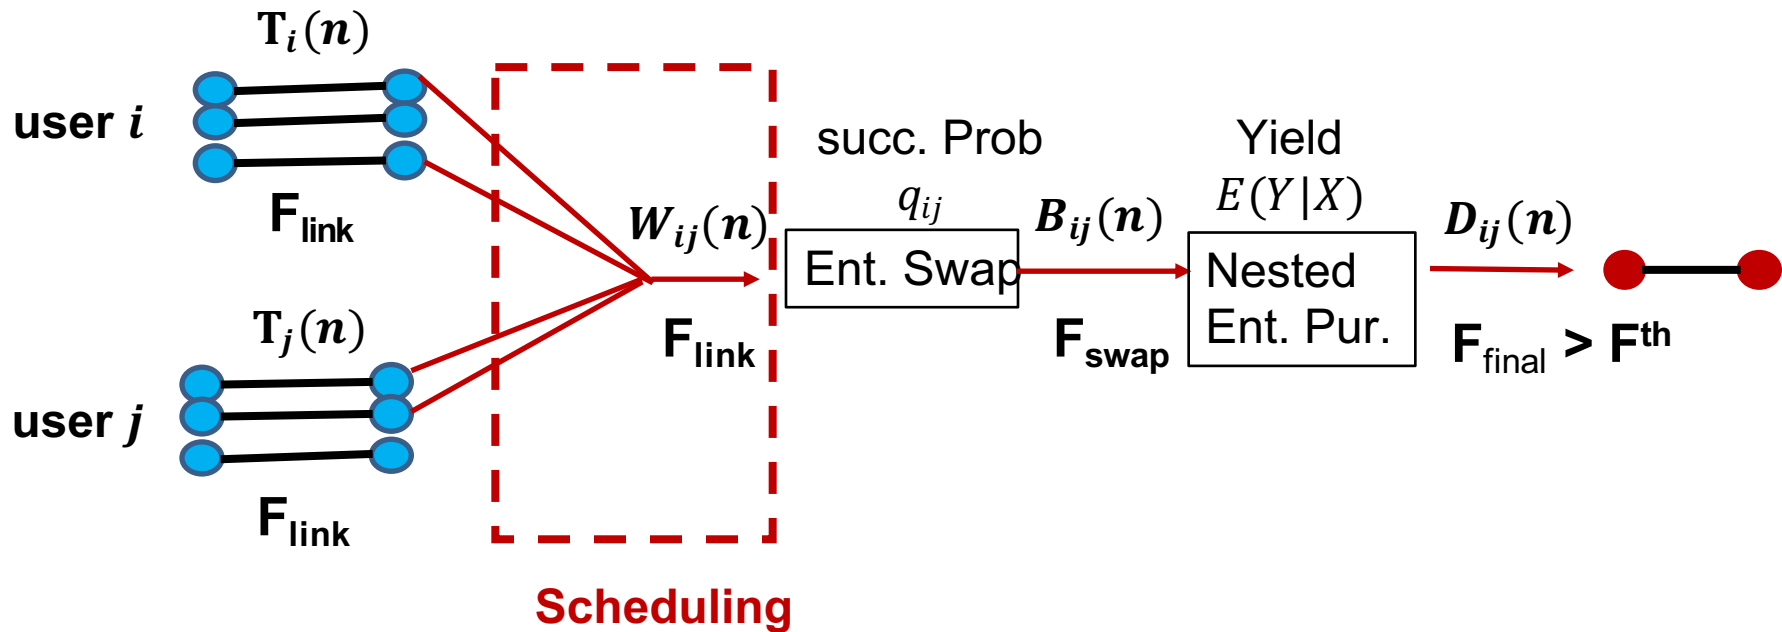 T_i(n)
user i
F_link
T_j(n)
user j
F_link
W_ij(n)
F_link
Scheduling
succ. Prob
q_ij
Ent. Swap
B_ij(n)
F_swap
Yield
E(Y|X)
Nested
Ent. Pur.
D_ij(n)
F_final > F^th